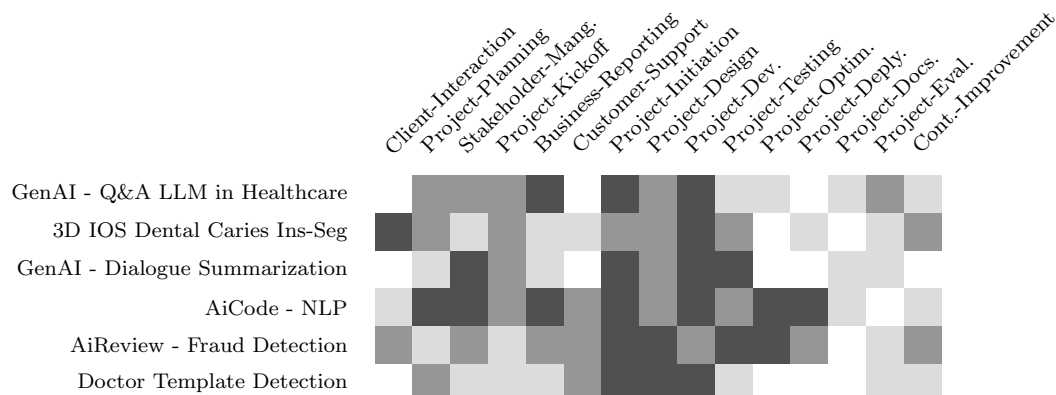 Client-Interaction
Project-Planning
Stakeholder-Mang.
Project-Kickoff
Business-Reporting
Customer-Support
Project-Initiation
Project-Design
Project-Dev.
Project-Testing
Project-Optim.
Project-Deply.
Project-Docs.
Project-Eval.
Cont.-Improvement
GenAI - Q&A LLM in Healthcare
3D IOS Dental Caries Ins-Seg
GenAI - Dialogue Summarization
AiCode - NLP
AiReview - Fraud Detection
Doctor Template Detection